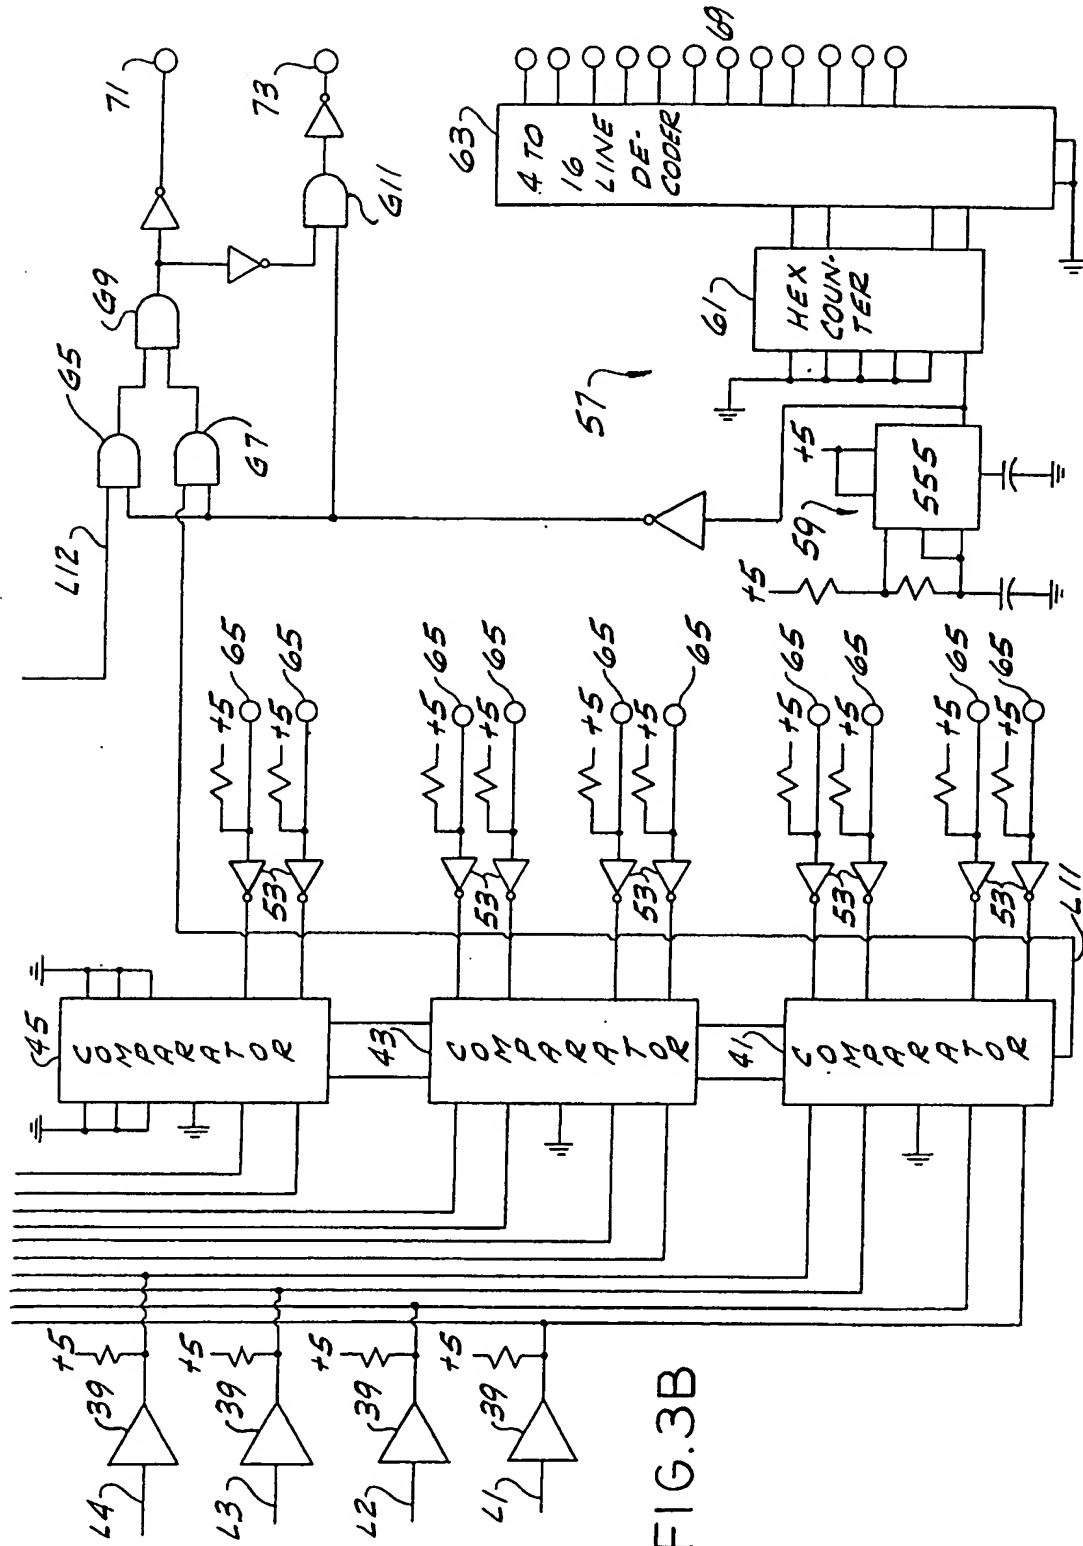 71
73
G9
G5
G11
G7
L12
63
4 TO
16
LINE
DE-
CODER
69
61
HEX
COUN-
TER
57
+5
59
555
+5
+5
65
+5
65
53
+5
65
+5
65
53
+5
65
+5
65
53
+5
65
+5
65
53
+5
65
+5
65
53
L11
45
COMPARATOR
43
COMPARATOR
41
COMPARATOR
+5
39
L4
+5
39
L3
+5
39
L2
+5
39
L1
FIG.3B